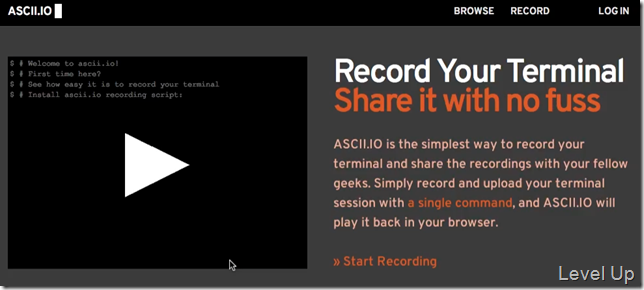 ASCII.IO
BROWSE RECORD LOG IN
$ # Welcome to ascii.io!
$ # First time here?
$ # See how easy it is to record your terminal
$ # Install ascii.io recording script:
Record Your Terminal
Share it with no fuss
ASCII.IO is the simplest way to record your
terminal and share the recordings with your fellow
geeks. Simply record and upload your terminal
session with a single command, and ASCII.IO will
play it back in your browser.
» Start Recording
Level Up